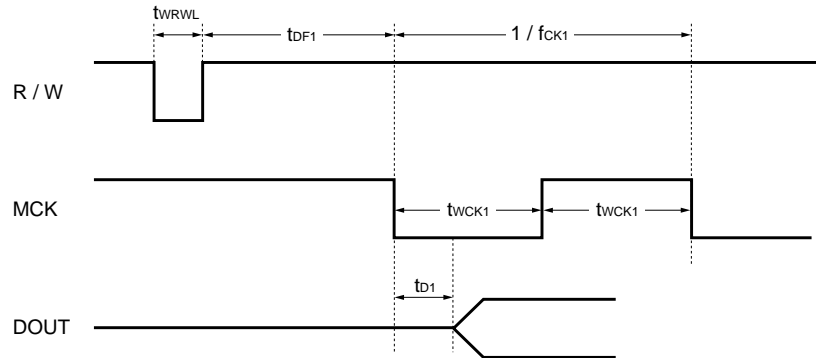 tWRWL
tDF1
1 / fCK1
R / W
MCK
tWCK1
tWCK1
tD1
DOUT